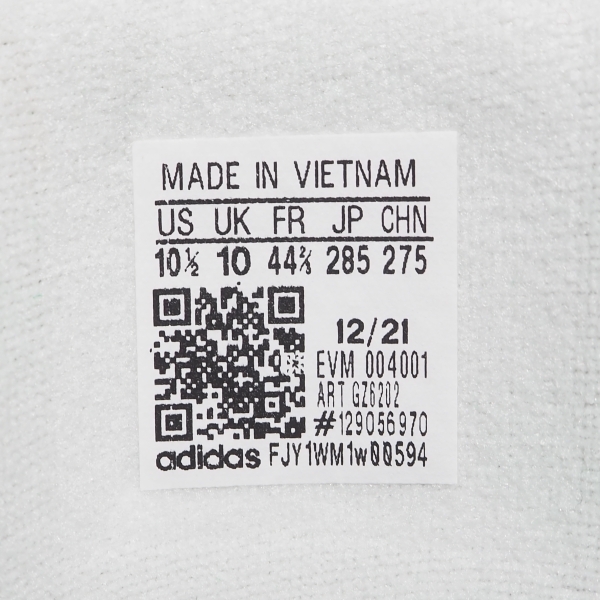 MADE IN VIETNAM
US UK FR JP CHN
10½ 10 44⅔ 285 275
12/21
EVM 004001
ART GZ6202
#129056970
adidas FJY1WM1w00594